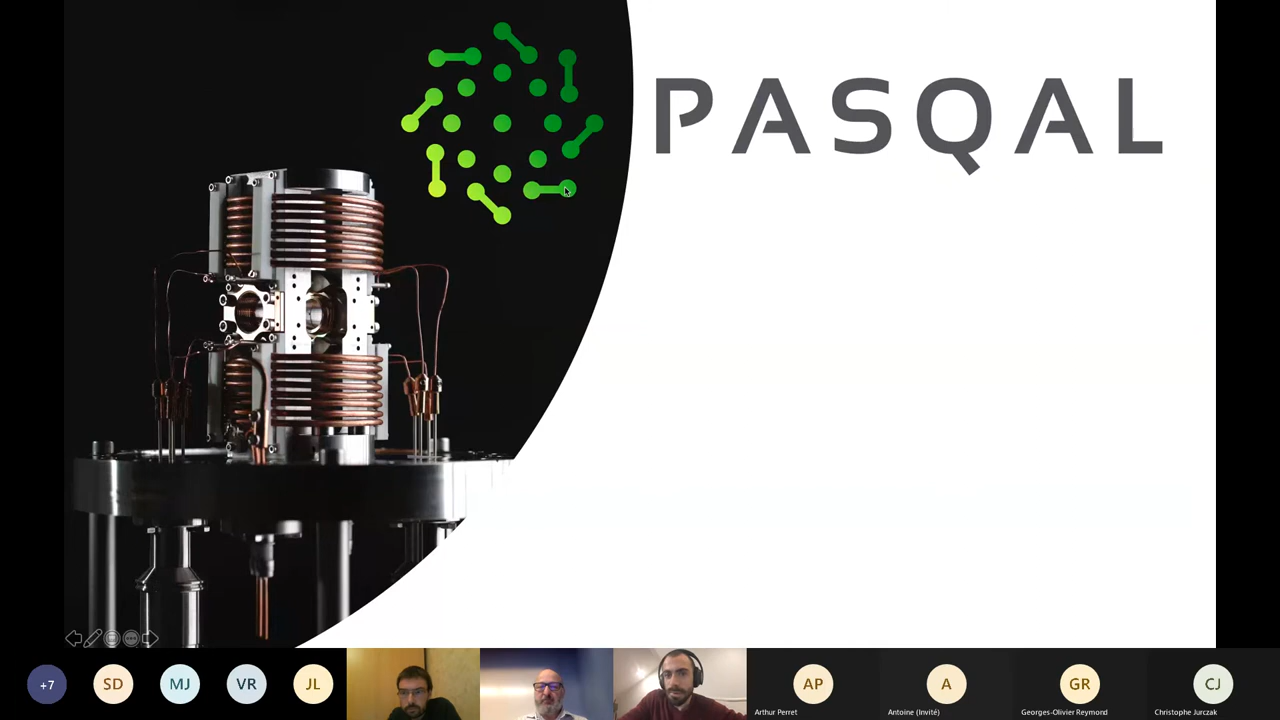 PASQAL
+7
SD
MJ
VR
JL
AP
A
GR
CJ
Arthur Perret
Antoine (Invité)
Georges-Olivier Reymond
Christophe Jurczak